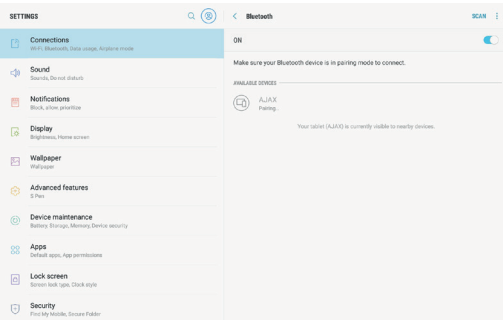 SETTINGS
Connections
Wi-Fi, Bluetooth, Data usage, Airplane mode
Sound
Sounds, Do not disturb
Notifications
Block, allow, prioritize
Display
Brightness, Home screen
Wallpaper
Wallpaper
Advanced features
S Pen
Device maintenance
Battery, Storage, Memory, Device security
Apps
Default apps, App permissions
Lock screen
Screen lock type, Clock style
Security
Find My Mobile, Secure Folder
Bluetooth
SCAN
ON
Make sure your Bluetooth device is in pairing mode to connect.
AVAILABLE DEVICES
AJAX
Pairing...
Your tablet (AJAX) is currently visible to nearby devices.